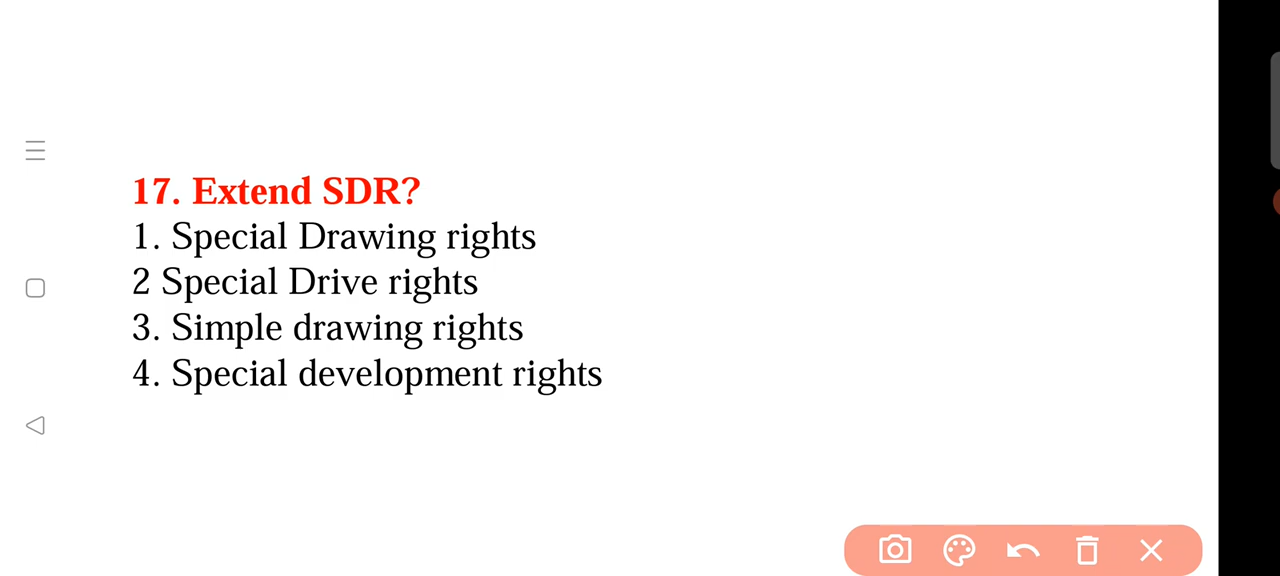 17. Extend SDR?
1. Special Drawing rights
2 Special Drive rights
3. Simple drawing rights
4. Special development rights